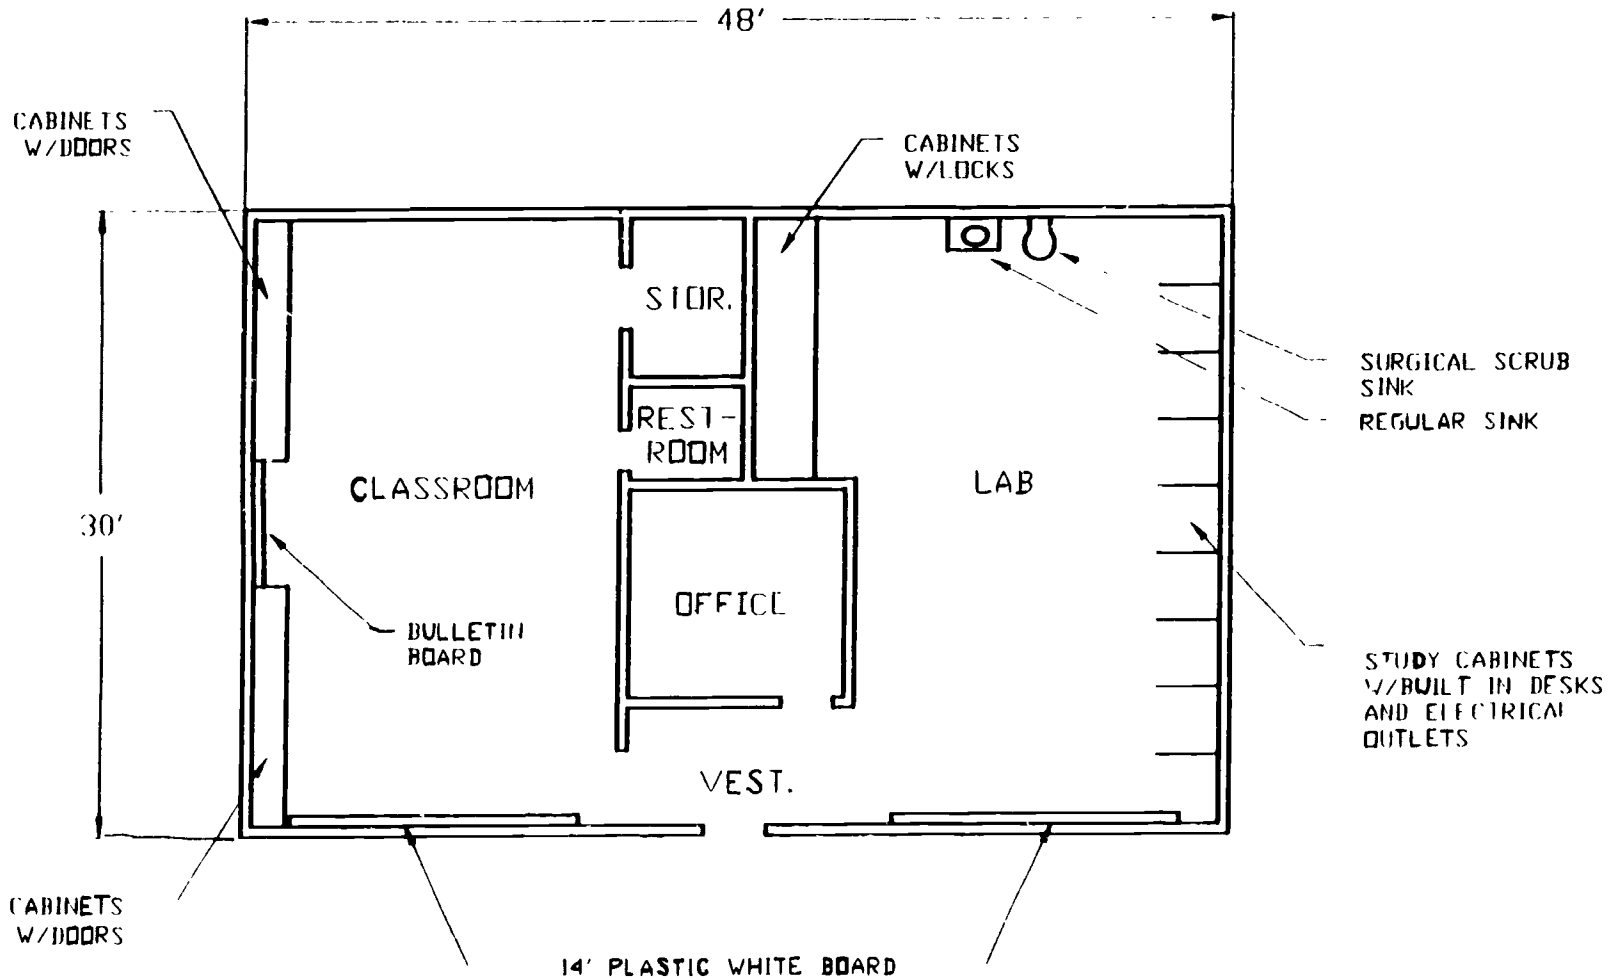 48'
CABINETS
W/DOORS
CABINETS
W/LOCKS
STOR.
SURGICAL SCRUB
SINK
REST-
ROOM
REGULAR SINK
CLASSROOM
LAB
30'
OFFICE
BULLETIN
BOARD
STUDY CABINETS
W/BUILT IN DESKS
AND ELECTRICAL
OUTLETS
VEST.
CABINETS
W/DOORS
14' PLASTIC WHITE BOARD